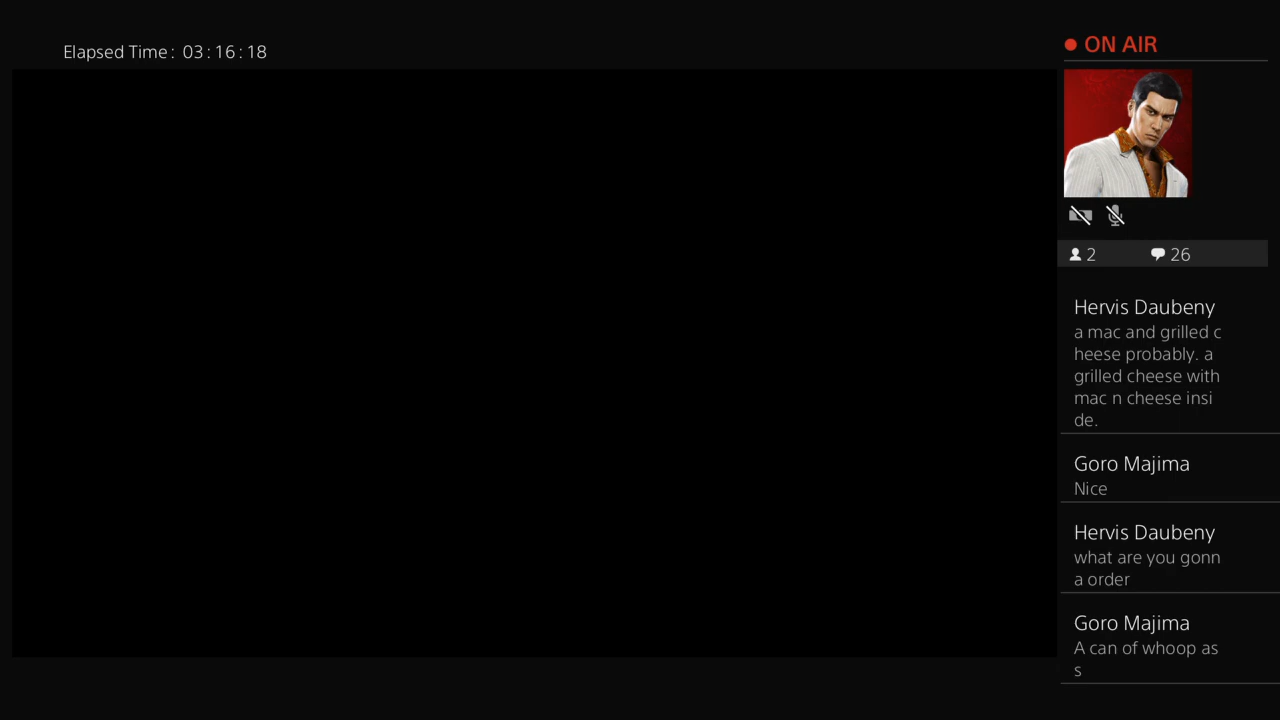 Elapsed Time: 03:16:18
ON AIR
2 26
Hervis Daubeny
a mac and grilled c
heese probably. a
grilled cheese with
mac n cheese insi
de.
Goro Majima
Nice
Hervis Daubeny
what are you gonn
a order
Goro Majima
A can of whoop as
s